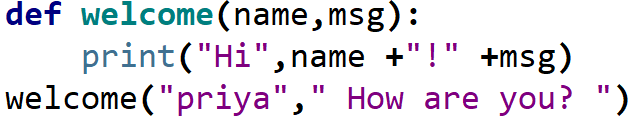 def welcome(name,msg):
    print("Hi",name +"!" +msg)
welcome("priya"," How are you? ")